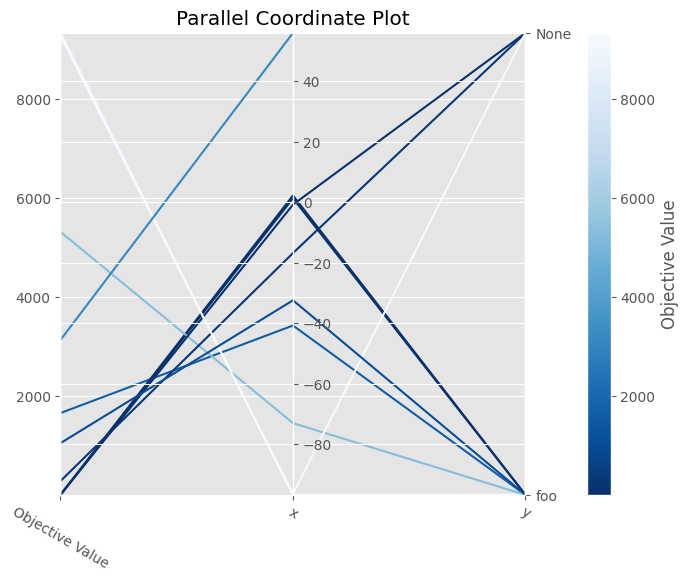 Parallel Coordinate Plot
None
8000
6000
4000
2000
40
20
0
−20
−40
−60
−80
foo
8000
6000
4000
2000
Objective Value
Objective Value
x
y